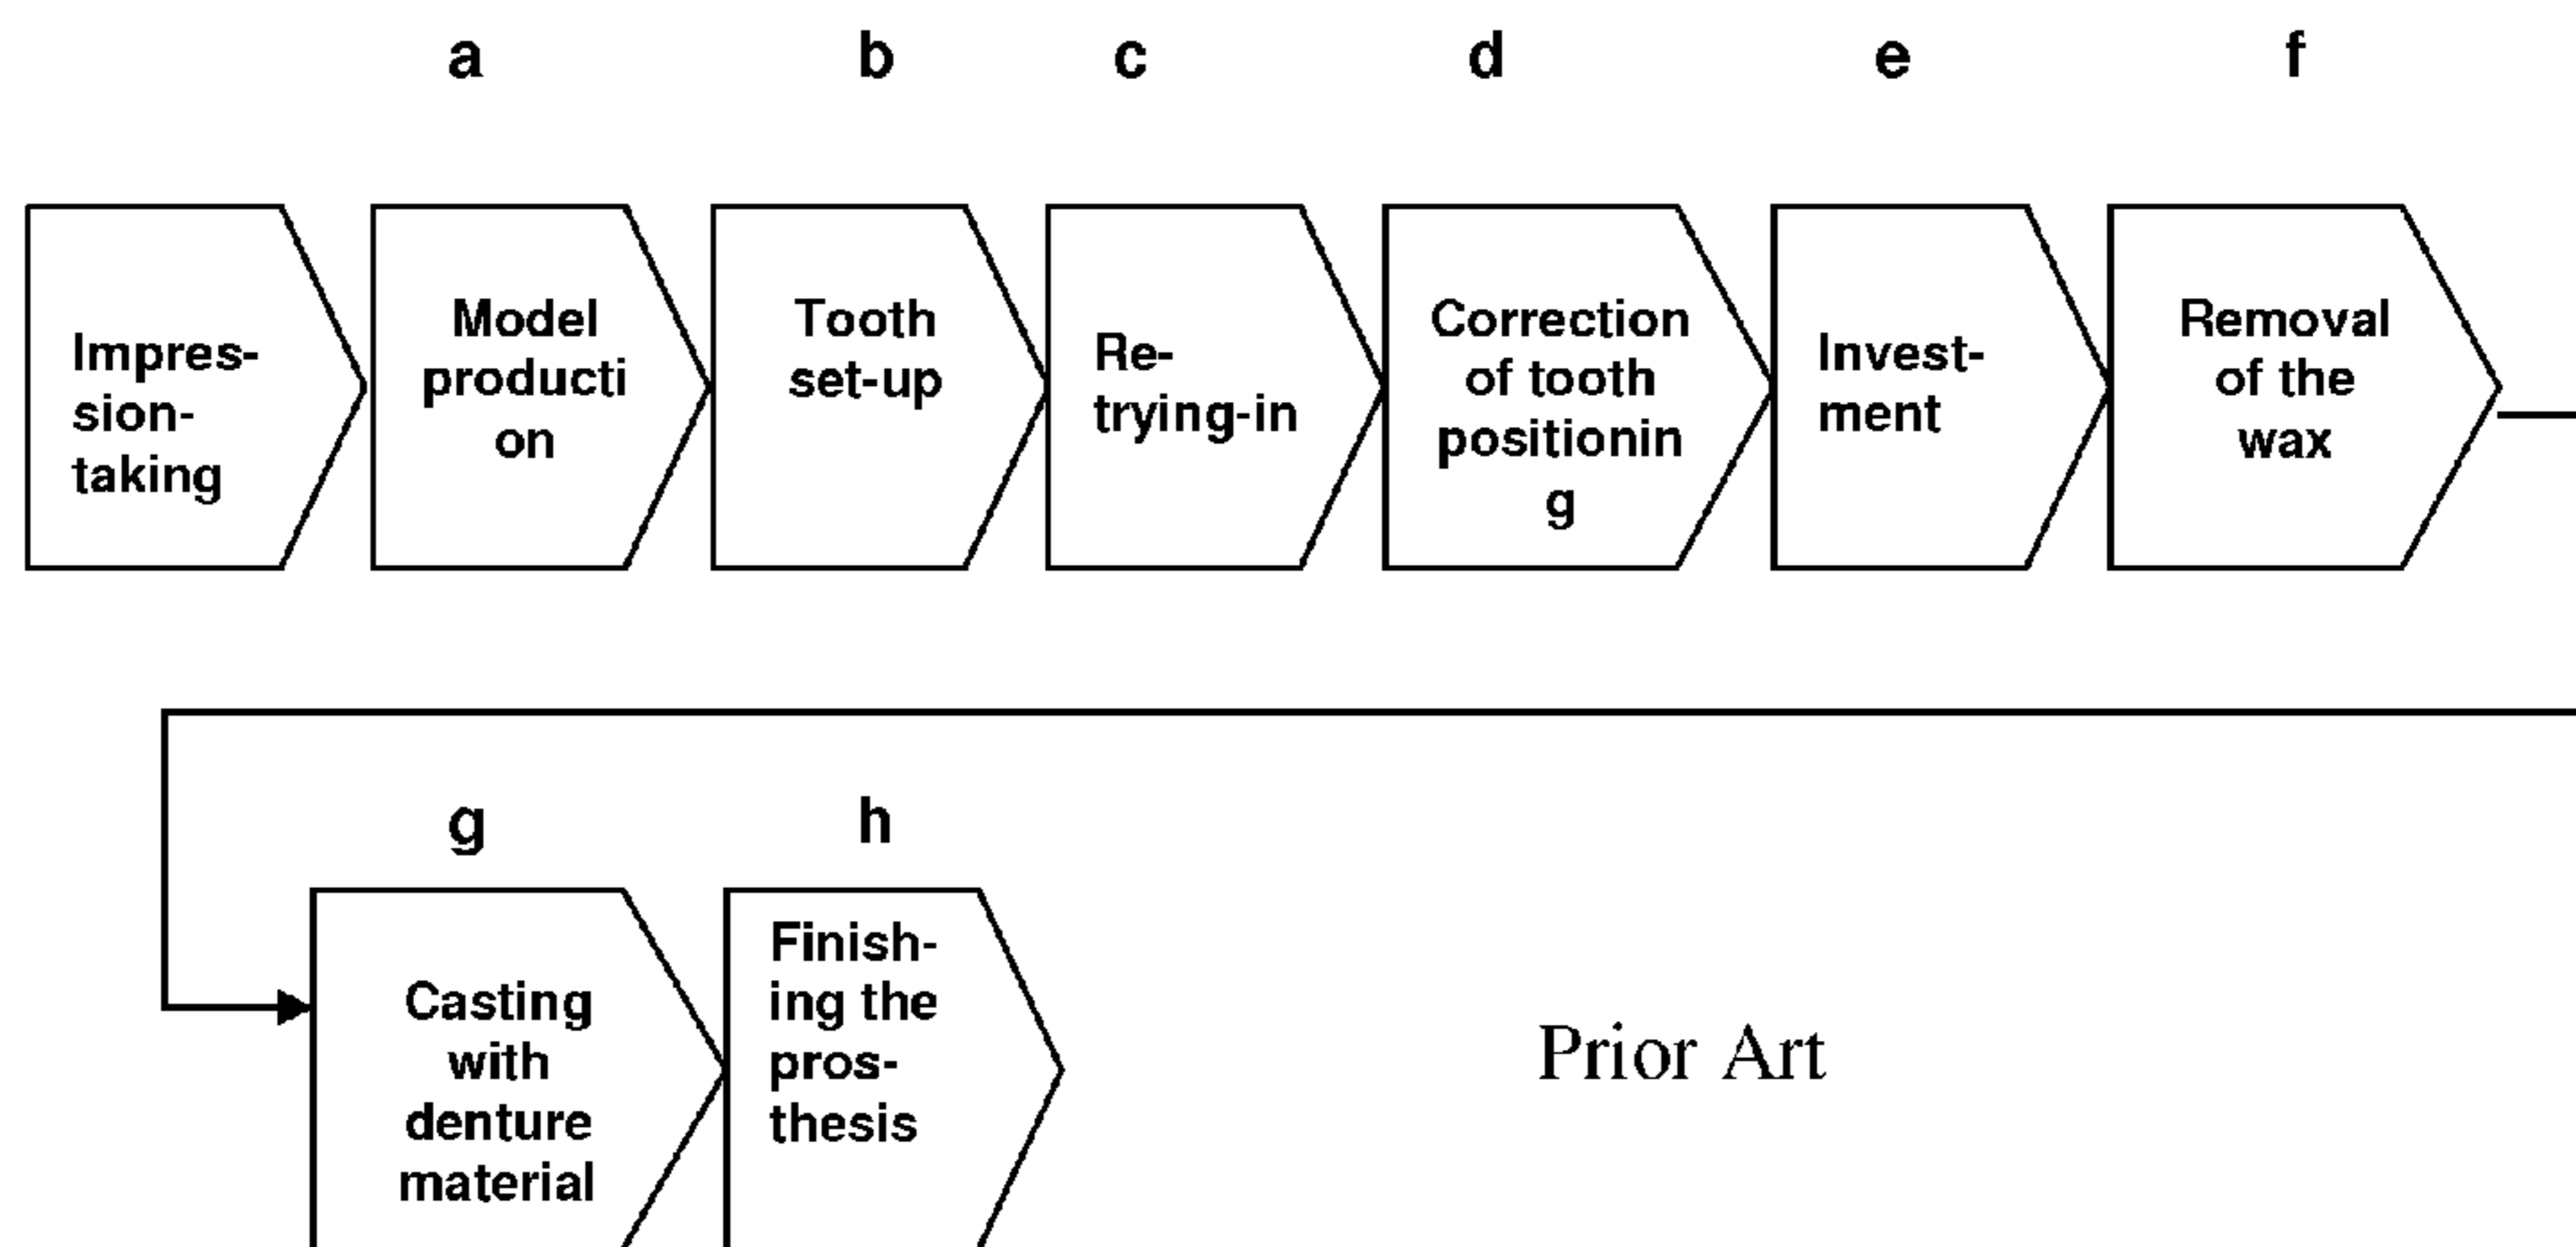 a b c d e f
Impres-
sion-
taking
Model
producti
on
Tooth
set-up
Re-
trying-in
Correction
of tooth
positionin
g
Invest-
ment
Removal
of the
wax
g h
Casting
with
denture
material
Finish-
ing the
pros-
thesis
Prior Art